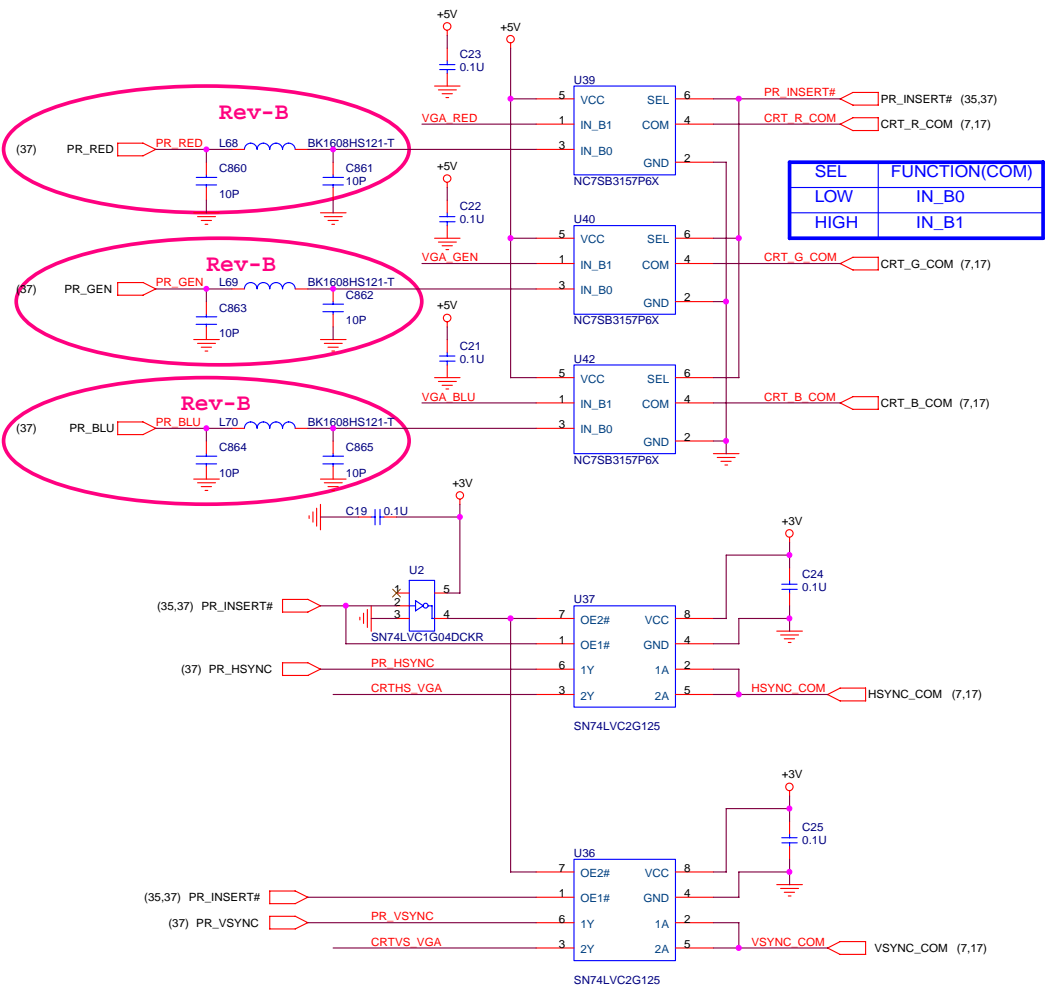 +5V
+5V
C23
0.1U
U39
Rev-B
VGA_RED
5 VCC SEL 6
PR_INSERT# PR_INSERT# (35,37)
1 IN_B1 COM 4
CRT_R_COM CRT_R_COM (7,17)
(37) PR_RED PR_RED L68 BK1608HS121-T
3 IN_B0
GND 2
C860
10P
C861
10P
NC7SB3157P6X
SEL FUNCTION(COM)
LOW IN_B0
HIGH IN_B1
+5V
C22
0.1U
U40
5 VCC SEL 6
Rev-B
VGA_GEN
1 IN_B1 COM 4
CRT_G_COM CRT_G_COM (7,17)
(37) PR_GEN PR_GEN L69 BK1608HS121-T
3 IN_B0
GND 2
C863
10P
C862
10P
NC7SB3157P6X
+5V
C21
0.1U
U42
5 VCC SEL 6
Rev-B
VGA_BLU
1 IN_B1 COM 4
CRT_B_COM CRT_B_COM (7,17)
(37) PR_BLU PR_BLU L70 BK1608HS121-T
3 IN_B0
GND 2
C864
10P
C865
10P
NC7SB3157P6X
+3V
C19 0.1U
+3V
U2
1 5
2
3 4
SN74LVC1G04DCKR
C24
0.1U
U37
(35,37) PR_INSERT#
7 OE2# VCC 8
1 OE1# GND 4
(37) PR_HSYNC PR_HSYNC
6 1Y 1A 2
CRTHS_VGA
3 2Y 2A 5
HSYNC_COM HSYNC_COM (7,17)
SN74LVC2G125
+3V
C25
0.1U
U36
7 OE2# VCC 8
(35,37) PR_INSERT#
1 OE1# GND 4
(37) PR_VSYNC PR_VSYNC
6 1Y 1A 2
CRTVS_VGA
3 2Y 2A 5
VSYNC_COM VSYNC_COM (7,17)
SN74LVC2G125